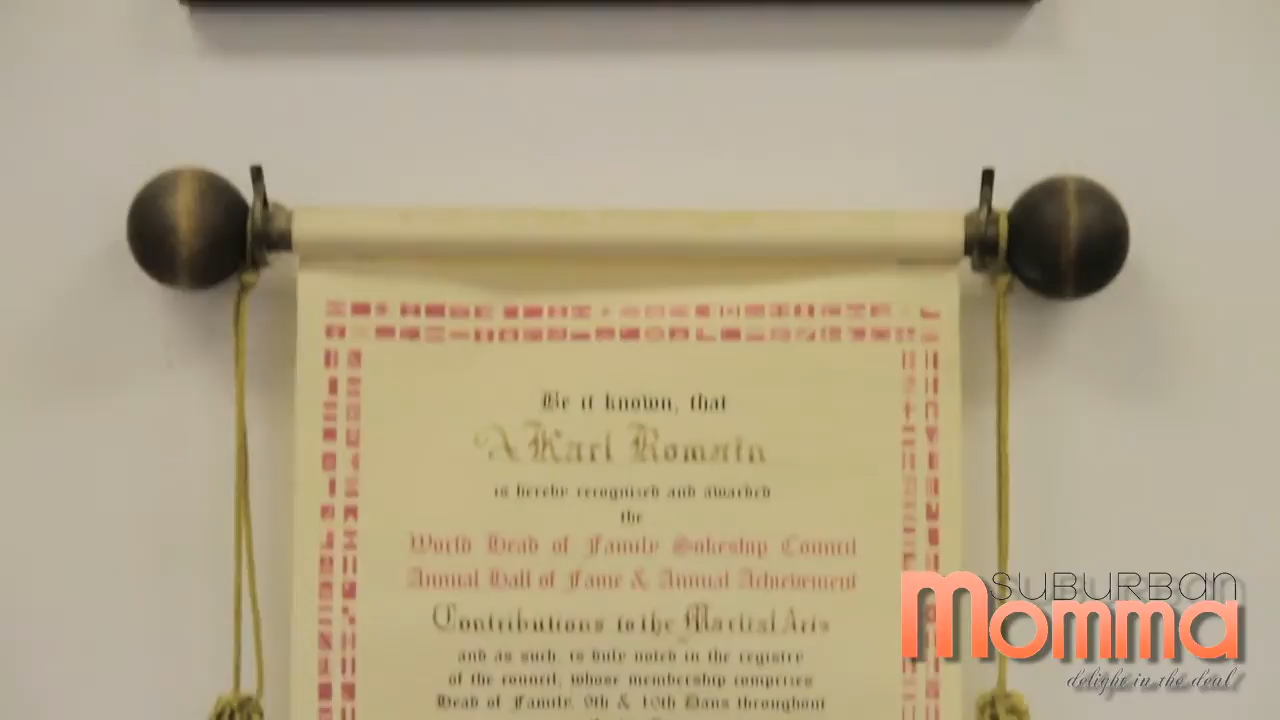 Be it known, that
A Karl Romain
is hereby recognized and awarded
the
World Head of Family Sokeship Council
Annual Hall of Fame & Annual Achievement
Contributions to the Martial Arts
and as such, is duly noted in the registry
of the council, whose membership comprises
Head of Family, 9th & 10th Dans throughout
SUBURBAN
Momma
delight in the deal